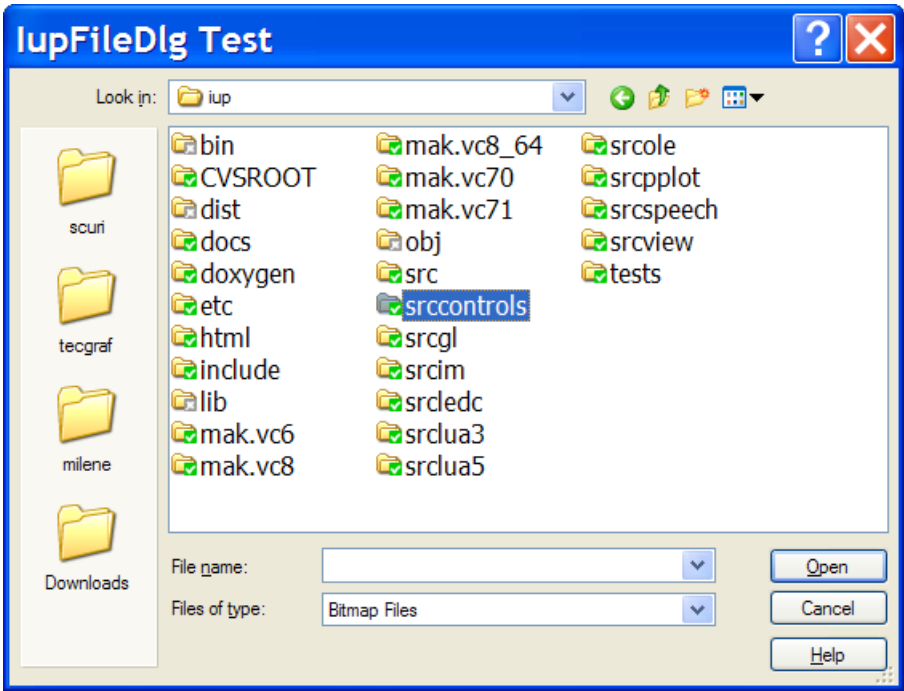 IupFileDlg Test
Look in: iup
scuri
tecgraf
milene
Downloads
bin
CVSROOT
dist
docs
doxygen
etc
html
include
lib
mak.vc6
mak.vc8
mak.vc8_64
mak.vc70
mak.vc71
obj
src
srccontrols
srcgl
srcim
srcledc
srclua3
srclua5
srcole
srcpplot
srcspeech
srcview
tests
File name:
Open
Files of type: Bitmap Files
Cancel
Help